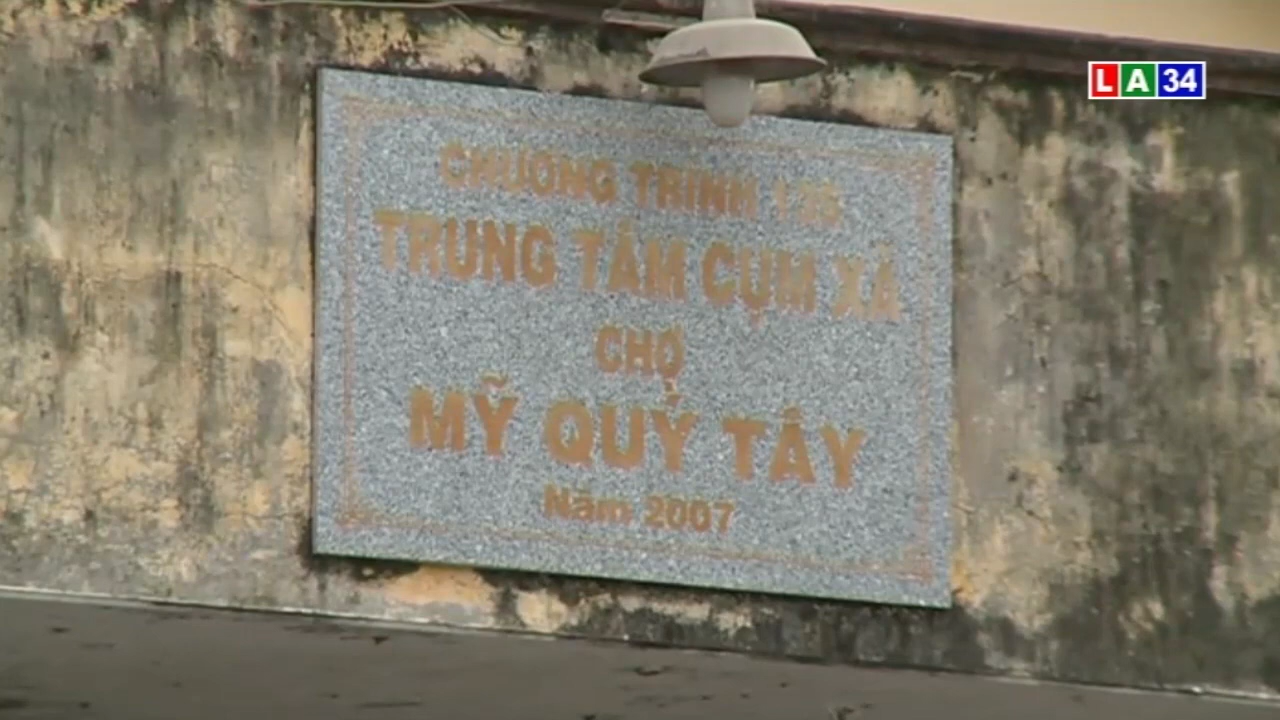 LA34
CHƯƠNG TRÌNH 135
TRUNG TÂM CỤM XÃ
CHỢ
MỸ QUÝ TÂY
Năm 2007